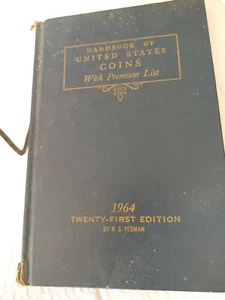 HANDBOOK OF
UNITED STATES
COINS
With Premium List
1964
TWENTY-FIRST EDITION
BY R. S. YEOMAN